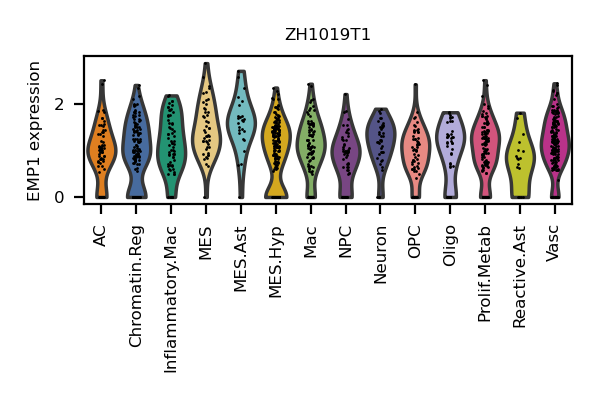 ZH1019T1
EMP1 expression
2
0
AC
Chromatin.Reg
Inflammatory.Mac
MES
MES.Ast
MES.Hyp
Mac
NPC
Neuron
OPC
Oligo
Prolif.Metab
Reactive.Ast
Vasc